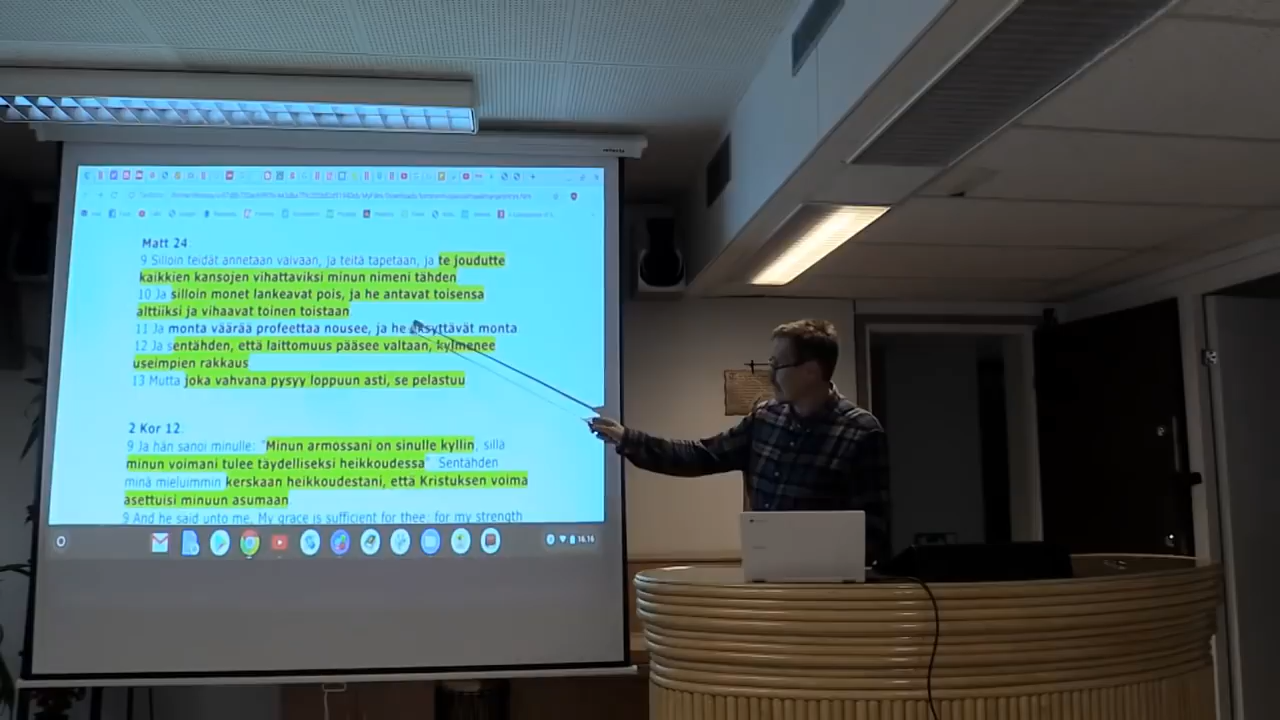 Matt 24:
9 Silloin teidät annetaan vaivaan, ja teitä tapetaan, ja te joudutte
kaikkien kansojen vihattaviksi minun nimeni tähden
10 Ja silloin monet lankeavat pois, ja he antavat toisensa
alttiiksi ja vihaavat toinen toistaan
11 Ja monta väärää profeettaa nousee, ja he eksyttävät monta
12 Ja sentähden, että laittomuus pääsee valtaan, kylmenee
useimpien rakkaus
13 Mutta joka vahvana pysyy loppuun asti, se pelastuu
2 Kor 12:
9 Ja hän sanoi minulle: "Minun armossani on sinulle kyllin, sillä
minun voimani tulee täydelliseksi heikkoudessa" Sentähden
minä mieluimmin kerskaan heikkoudestani, että Kristuksen voima
asettuisi minuun asumaan
9 And he said unto me, My grace is sufficient for thee: for my strength
16.16